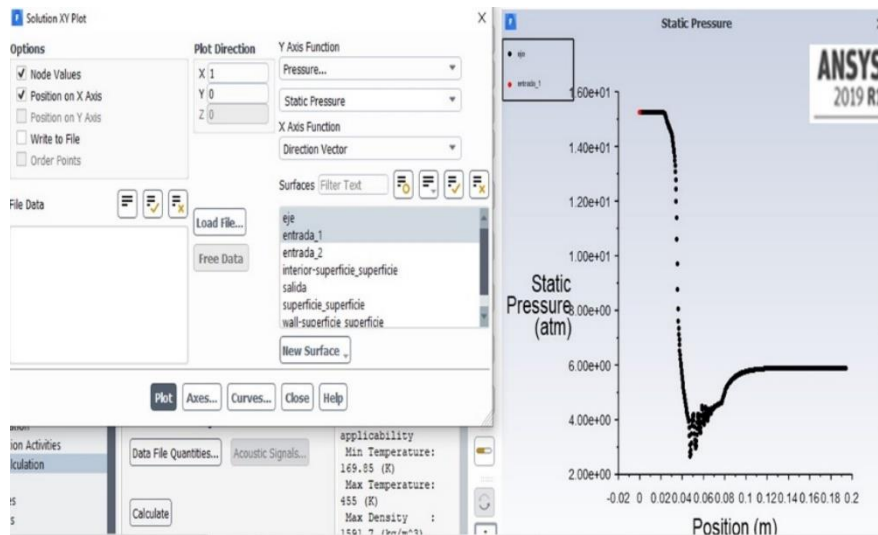 Solution XY Plot
X
Options
Node Values
Position on X Axis
Position on Y Axis
Write to File
Order Points
Plot Direction
X 1
Y 0
Z 0
Y Axis Function
Pressure...
Static Pressure
X Axis Function
Direction Vector
File Data
Load File...
Free Data
Surfaces Filter Text
eje
entrada_1
entrada_2
interior-superficie_superficie
salida
superficie_superficie
wall-superficie_superficie
New Surface
Plot Axes... Curves... Close Help
ion Activities
lculation
Data File Quantities... Acoustic Signals...
Calculate
applicability
Min Temperature:
169.85 (K)
Max Temperature:
455 (K)
Max Density :
1591.7 (kg/m^3)
Static Pressure
eje
entrada_1
ANSYS
2019 R1
1.60e+01
1.40e+01
1.20e+01
1.00e+01
8.00e+00
6.00e+00
4.00e+00
2.00e+00
Static
Pressure
(atm)
-0.02 0 0.02 0.04 0.06 0.08 0.1 0.12 0.14 0.16 0.18 0.2
Position (m)